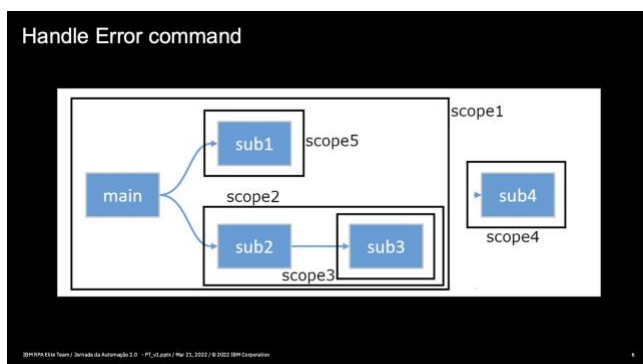 Handle Error command
scope1
sub1
scope5
main
scope2
sub4
sub2
sub3
scope4
scope3
IBM RPA Elite Team / Jornada da Automação 2.0 - PT_v1.pptx / Mar 21, 2022 / © 2022 IBM Corporation